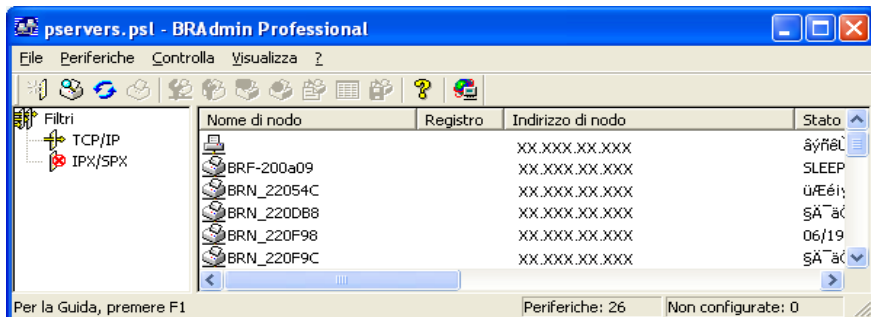 pservers.psl - BRAdmin Professional
File Periferiche Controlla Visualizza ?
Filtri
TCP/IP
IPX/SPX
Nome di nodo Registro Indirizzo di nodo Stato
XX.XXX.XX.XXX
BRF-200a09 XX.XXX.XX.XXX SLEEP
BRN_22054C XX.XXX.XX.XXX
BRN_220DB8 XX.XXX.XX.XXX
BRN_220F98 XX.XXX.XX.XXX 06/19
BRN_220F9C XX.XXX.XX.XXX
Per la Guida, premere F1 Periferiche: 26 Non configurate: 0